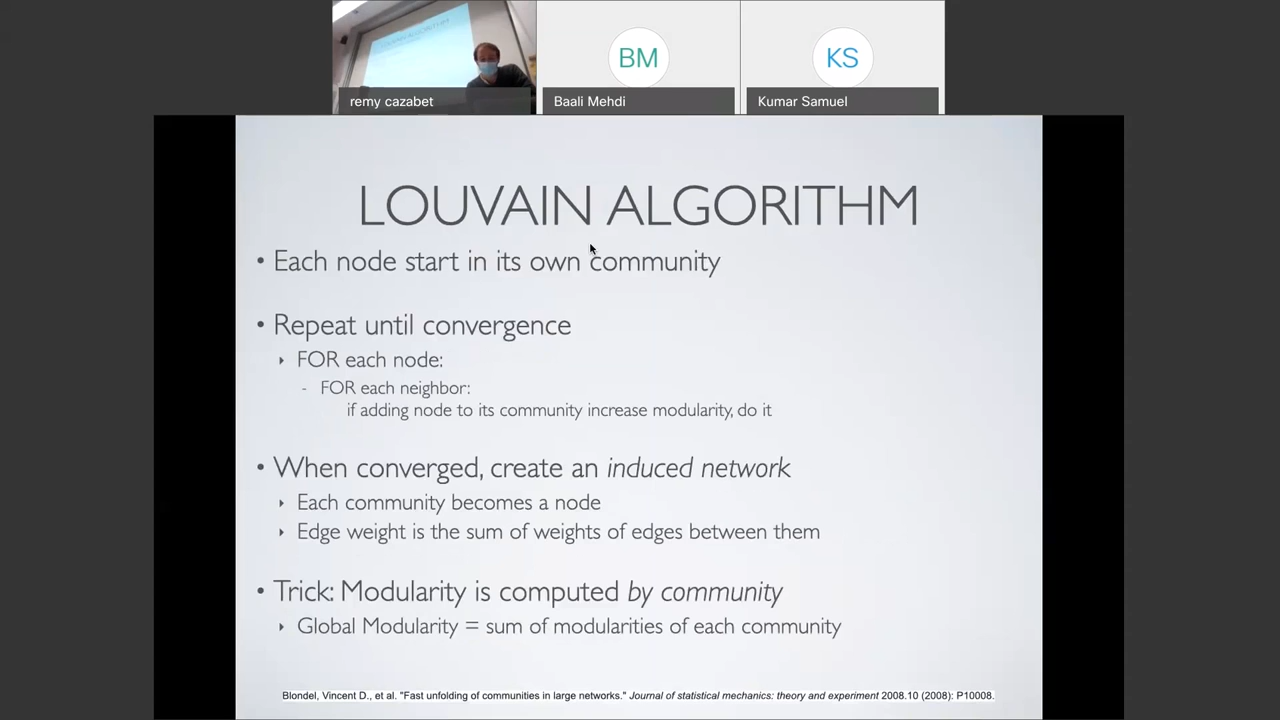 LOUVAIN ALGORITHM
BM
KS
remy cazabet
Baali Mehdi
Kumar Samuel
LOUVAIN ALGORITHM
• Each node start in its own community
• Repeat until convergence
‣ FOR each node:
- FOR each neighbor:
if adding node to its community increase modularity, do it
• When converged, create an induced network
‣ Each community becomes a node
‣ Edge weight is the sum of weights of edges between them
• Trick: Modularity is computed by community
‣ Global Modularity = sum of modularities of each community
Blondel, Vincent D., et al. "Fast unfolding of communities in large networks." Journal of statistical mechanics: theory and experiment 2008.10 (2008): P10008.